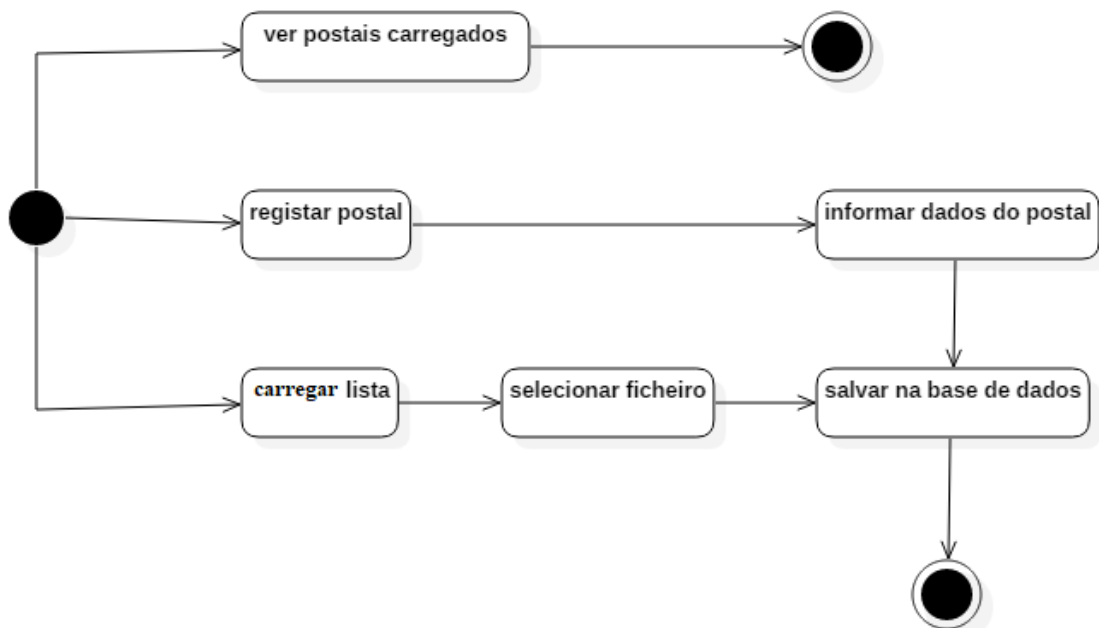 ver postais carregados
registar postal
informar dados do postal
carregar lista
selecionar ficheiro
salvar na base de dados